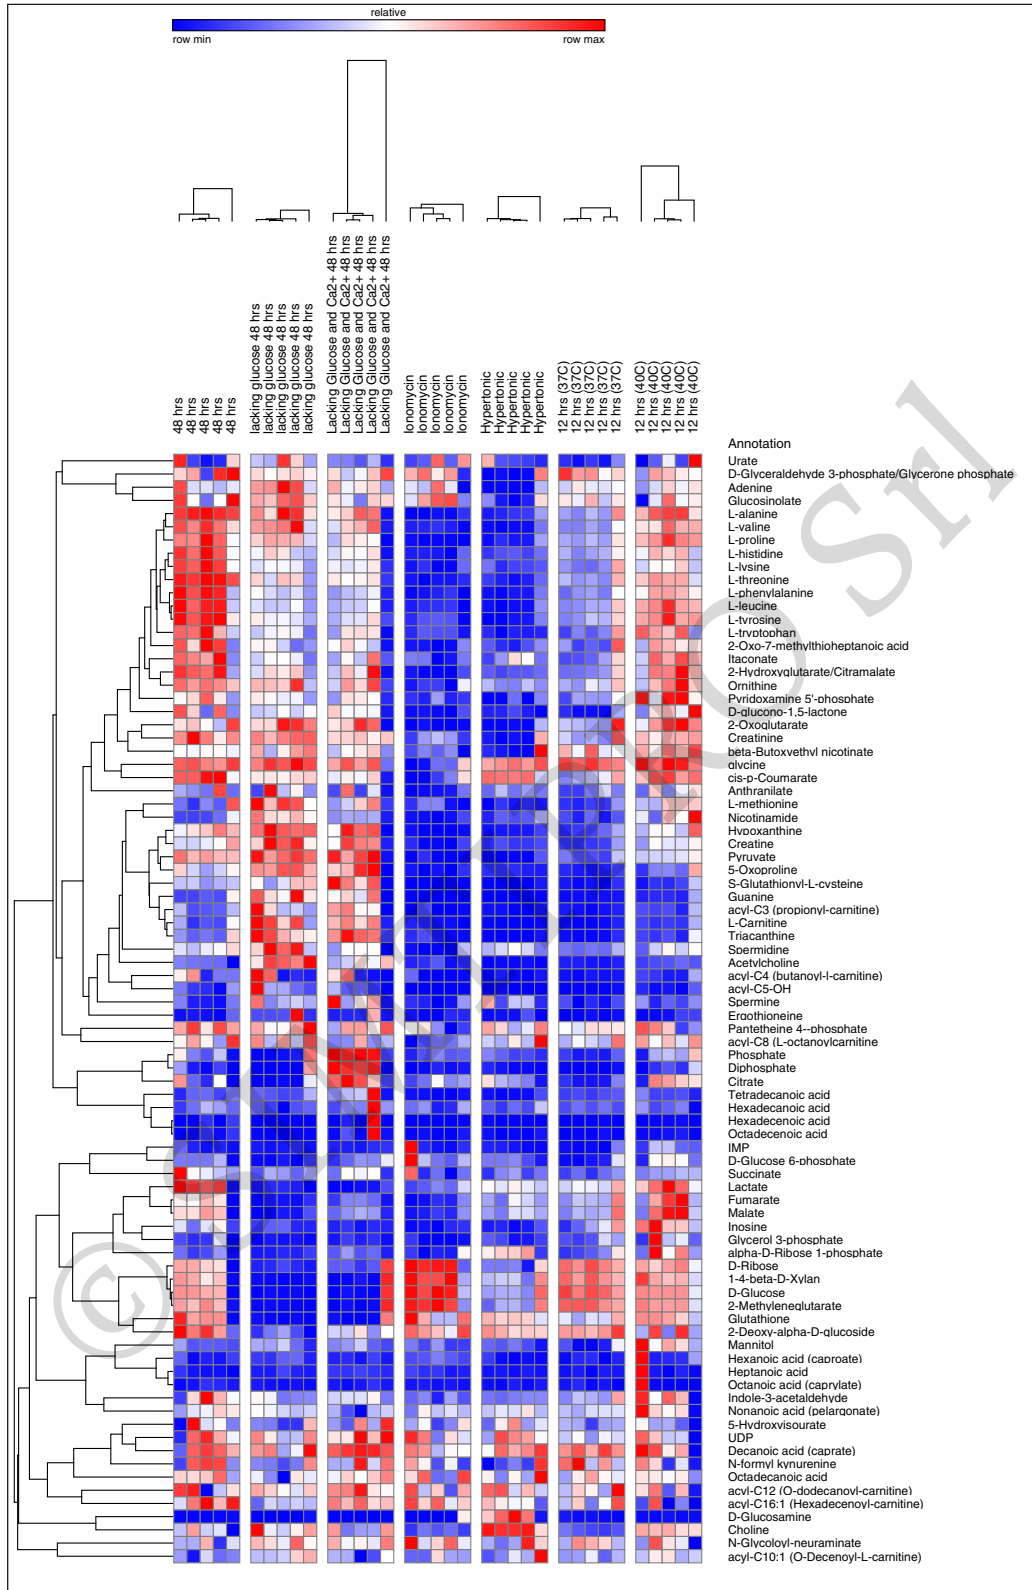 relative
row min row max
48 hrs
48 hrs
48 hrs
48 hrs
48 hrs
lacking glucose 48 hrs
lacking glucose 48 hrs
lacking glucose 48 hrs
lacking glucose 48 hrs
lacking glucose 48 hrs
Lacking Glucose and Ca2+ 48 hrs
Lacking Glucose and Ca2+ 48 hrs
Lacking Glucose and Ca2+ 48 hrs
Lacking Glucose and Ca2+ 48 hrs
Lacking Glucose and Ca2+ 48 hrs
Ionomycin
Ionomycin
Ionomycin
Ionomycin
Ionomycin
Hypertonic
Hypertonic
Hypertonic
Hypertonic
Hypertonic
12 hrs (37C)
12 hrs (37C)
12 hrs (37C)
12 hrs (37C)
12 hrs (37C)
12 hrs (40C)
12 hrs (40C)
12 hrs (40C)
12 hrs (40C)
12 hrs (40C)
Annotation
Urate
D-Glyceraldehyde 3-phosphate/Glycerone phosphate
Adenine
Glucosinolate
L-alanine
L-valine
L-proline
L-histidine
L-lysine
L-threonine
L-phenylalanine
L-leucine
L-tyrosine
L-tryptophan
2-Oxo-7-methylthioheptanoic acid
Itaconate
2-Hydroxyglutarate/Citramalate
Ornithine
Pyridoxamine 5'-phosphate
D-glucono-1,5-lactone
2-Oxoglutarate
Creatinine
beta-Butoxyethyl nicotinate
glycine
cis-p-Coumarate
Anthranilate
L-methionine
Nicotinamide
Hypoxanthine
Creatine
Pyruvate
5-Oxoproline
S-Glutathionyl-L-cysteine
Guanine
acyl-C3 (propionyl-carnitine)
L-Carnitine
Triacanthine
Spermidine
Acetylcholine
acyl-C4 (butanoyl-l-carnitine)
acyl-C5-OH
Spermine
Ergothioneine
Pantetheine 4--phosphate
acyl-C8 (L-octanoylcarnitine
Phosphate
Diphosphate
Citrate
Tetradecanoic acid
Hexadecanoic acid
Hexadecenoic acid
Octadecenoic acid
IMP
D-Glucose 6-phosphate
Succinate
Lactate
Fumarate
Malate
Inosine
Glycerol 3-phosphate
alpha-D-Ribose 1-phosphate
D-Ribose
1-4-beta-D-Xylan
D-Glucose
2-Methyleneglutarate
Glutathione
2-Deoxy-alpha-D-glucoside
Mannitol
Hexanoic acid (caproate)
Heptanoic acid
Octanoic acid (caprylate)
Indole-3-acetaldehyde
Nonanoic acid (pelargonate)
5-Hydroxyisourate
UDP
Decanoic acid (caprate)
N-formyl kynurenine
Octadecanoic acid
acyl-C12 (O-dodecanoyl-carnitine)
acyl-C16:1 (Hexadecenoyl-carnitine)
D-Glucosamine
Choline
N-Glycoloyl-neuraminate
acyl-C10:1 (O-Decenoyl-L-carnitine)
© SIMTIPRO Srl